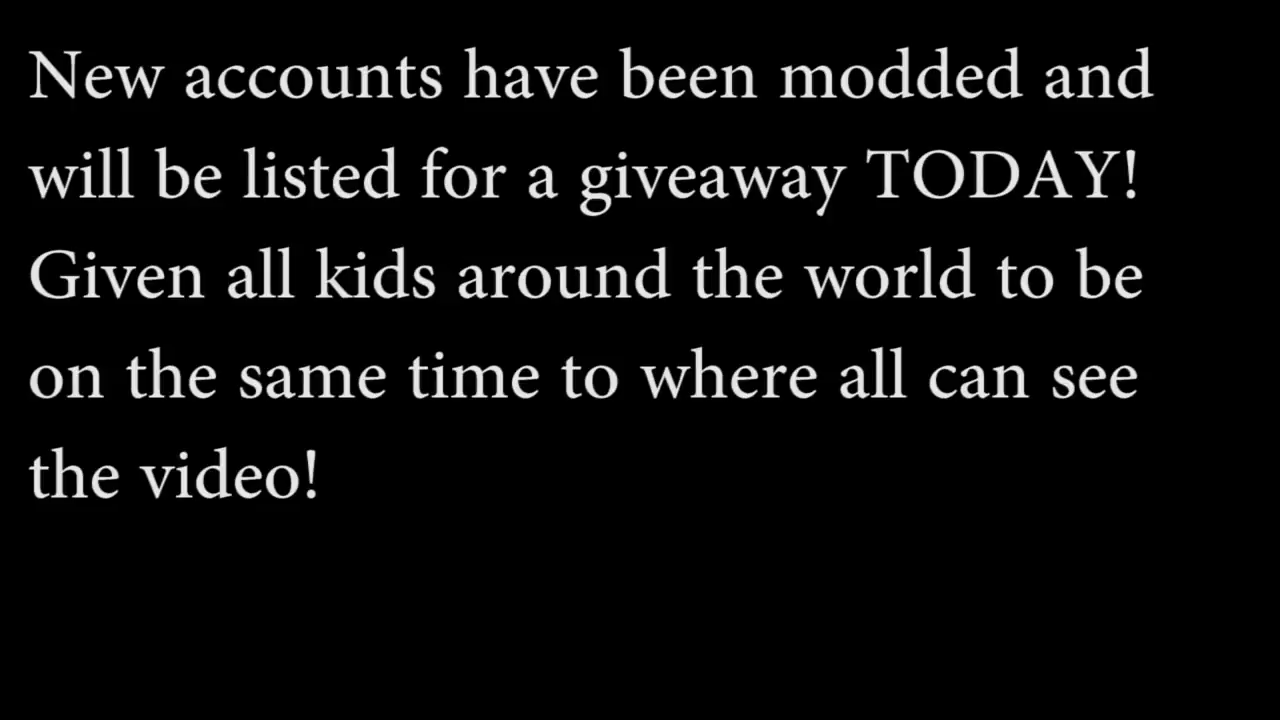 New accounts have been modded and
will be listed for a giveaway TODAY!
Given all kids around the world to be
on the same time to where all can see
the video!